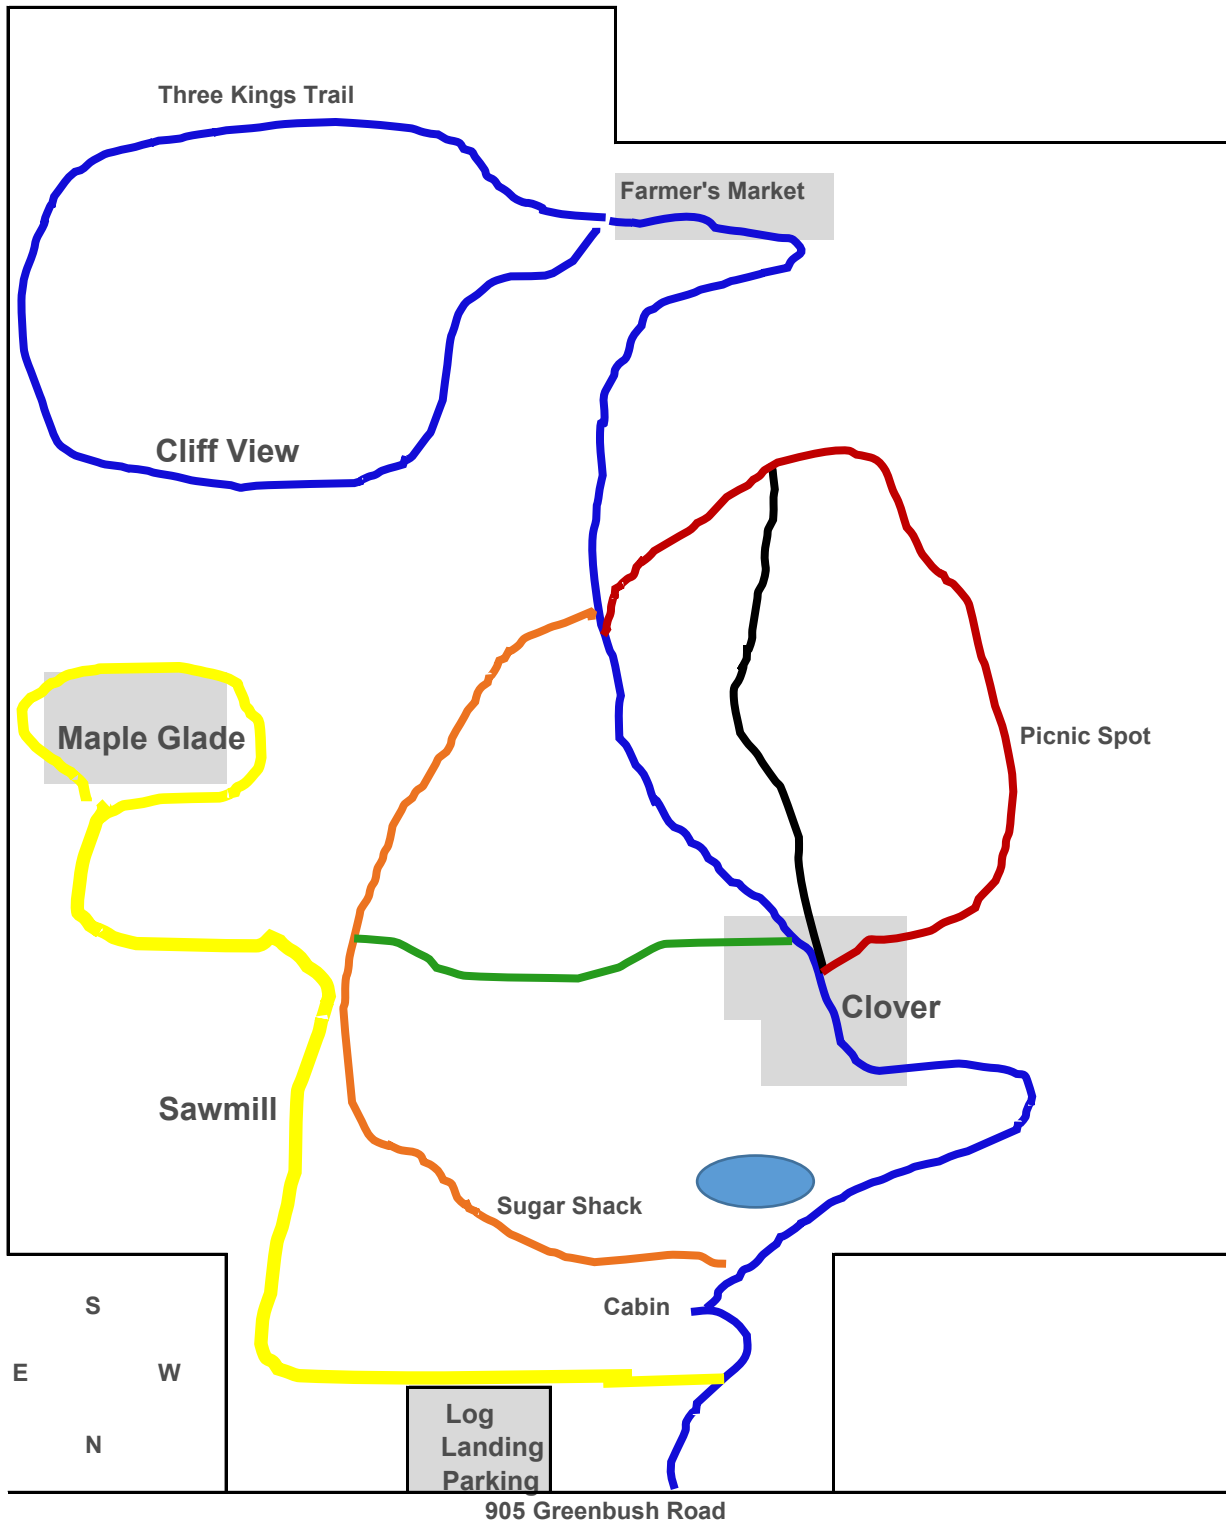 Three Kings Trail
Farmer's Market
Cliff View
Maple Glade
Picnic Spot
Clover
Sawmill
Sugar Shack
Cabin
S
E W
N
Log
Landing
Parking
905 Greenbush Road